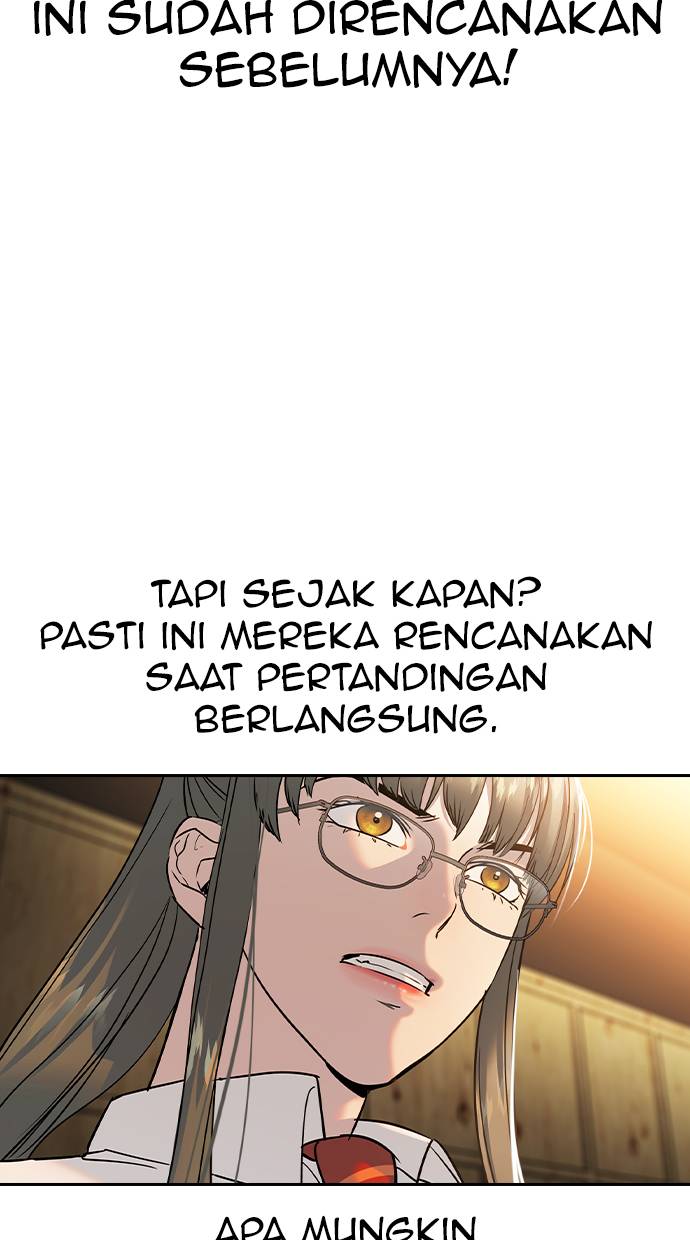 INI SUDAH DIRENCANAKAN
SEBELUMNYA!
TAPI SEJAK KAPAN?
PASTI INI MEREKA RENCANAKAN
SAAT PERTANDINGAN
BERLANGSUNG.
APA MUNGKIN